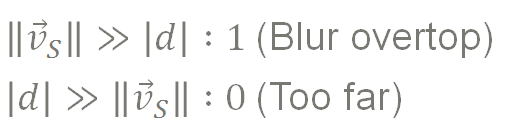 ‖v⃗_S‖ ≫ |d| : 1 (Blur overtop)
|d| ≫ ‖v⃗_S‖ : 0 (Too far)